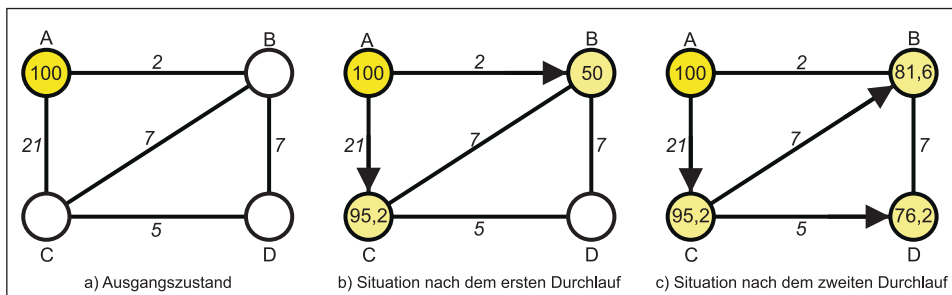 A
B
100
2
21
7
7
5
C
D
a) Ausgangszustand
A
B
100
2
50
21
7
7
95,2
5
C
D
b) Situation nach dem ersten Durchlauf
A
B
100
2
81,6
21
7
7
95,2
5
76,2
C
D
c) Situation nach dem zweiten Durchlauf